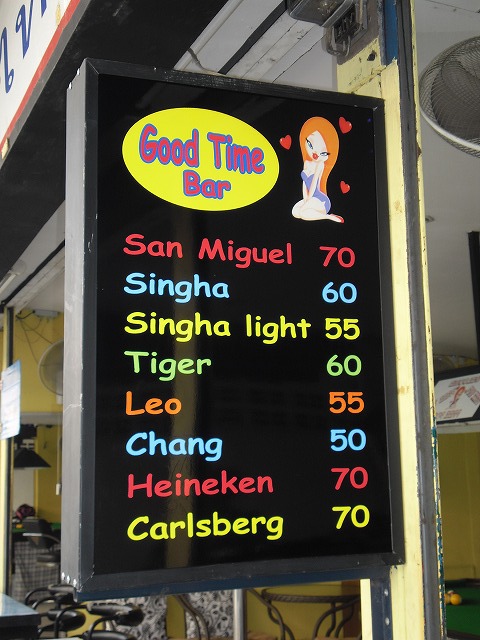 Good Time
Bar
San Miguel 70
Singha 60
Singha light 55
Tiger 60
Leo 55
Chang 50
Heineken 70
Carlsberg 70